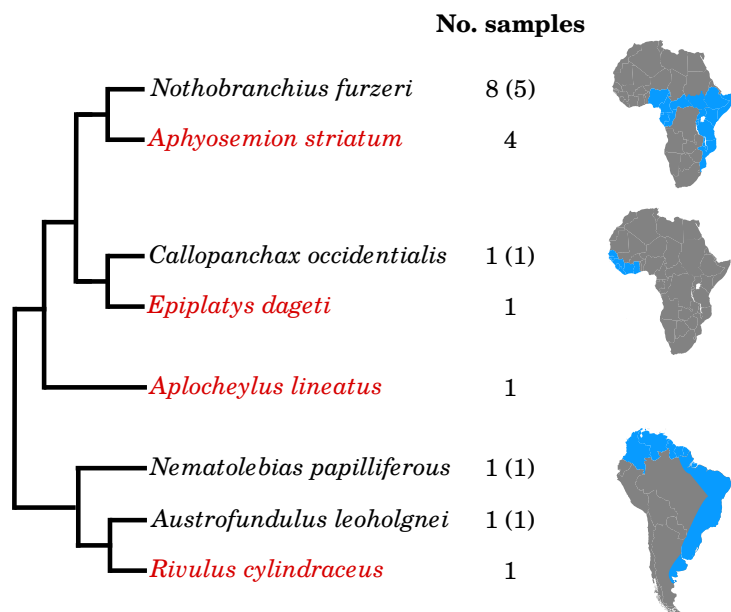 No. samples
Nothobranchius furzeri 8 (5)
Aphyosemion striatum 4
Callopanchax occidentialis 1 (1)
Epiplatys dageti 1
Aplocheylus lineatus 1
Nematolebias papilliferous 1 (1)
Austrofundulus leoholgnei 1 (1)
Rivulus cylindraceus 1